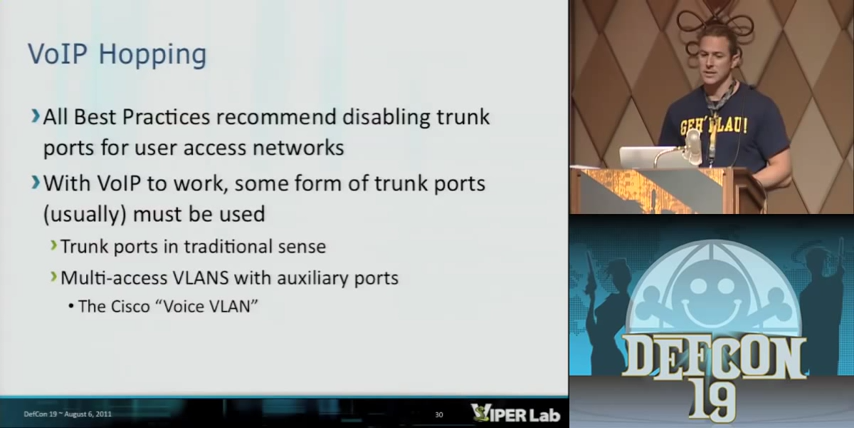 VoIP Hopping
All Best Practices recommend disabling trunk
ports for user access networks
With VoIP to work, some form of trunk ports
(usually) must be used
Trunk ports in traditional sense
Multi-access VLANS with auxiliary ports
• The Cisco “Voice VLAN”
DefCon 19 ~ August 6, 2011
30
VIPER Lab
GEH BLAU!
DEFCON
19